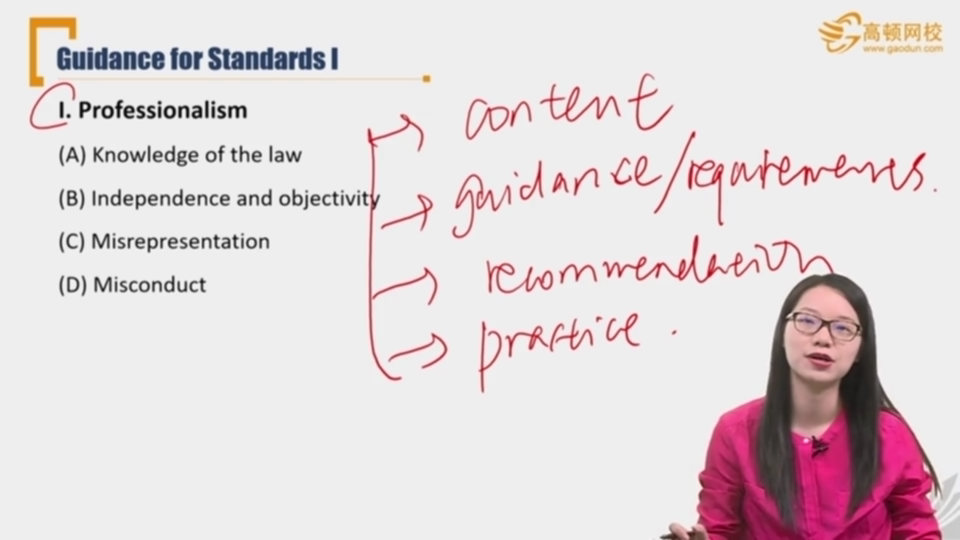 高顿网校
www.gaodun.com
Guidance for Standards I
I. Professionalism
(A) Knowledge of the law
(B) Independence and objectivity
(C) Misrepresentation
(D) Misconduct
content
guidance/requirements.
recommendation
practice.